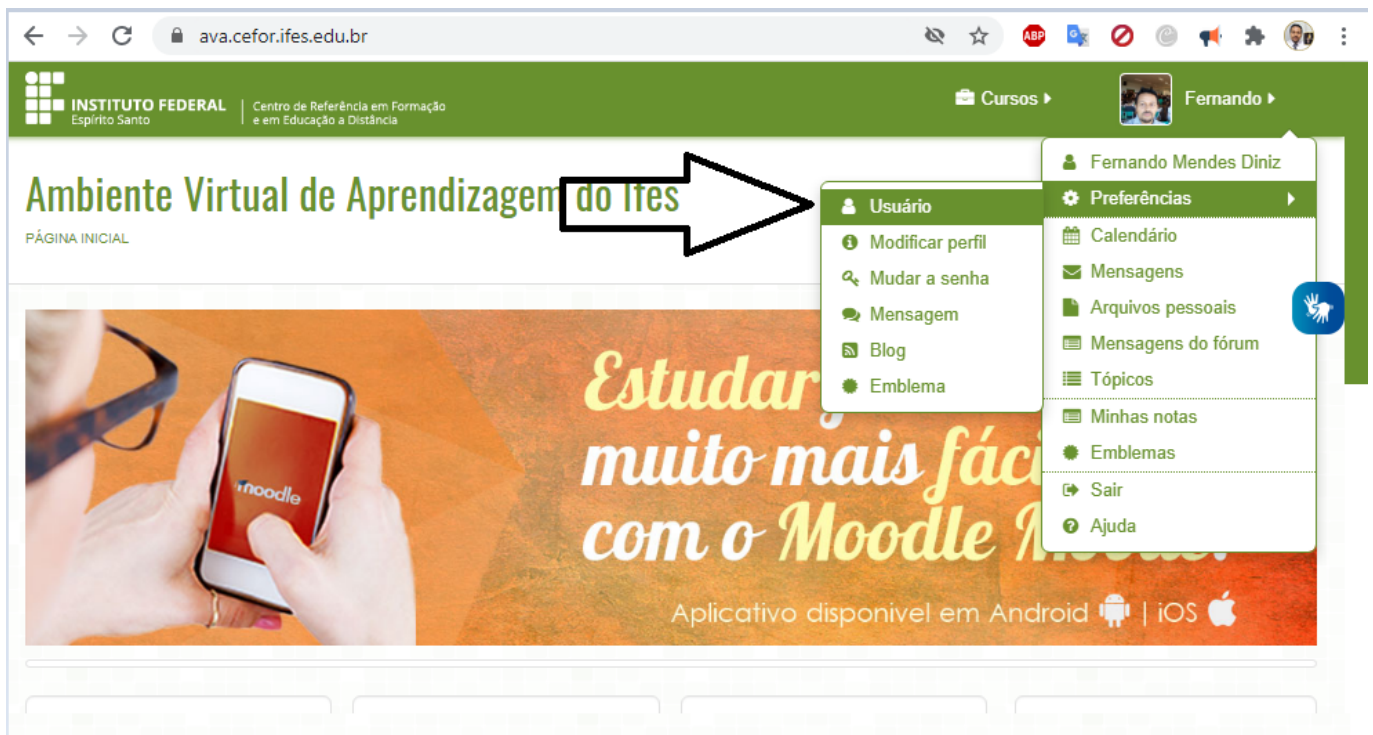 ava.cefor.ifes.edu.br
ABP
INSTITUTO FEDERAL
Espírito Santo
Centro de Referência em Formação
e em Educação a Distância
Cursos
Fernando
Ambiente Virtual de Aprendizagem do Ifes
PÁGINA INICIAL
Fernando Mendes Diniz
Preferências
Calendário
Mensagens
Arquivos pessoais
Mensagens do fórum
Tópicos
Minhas notas
Emblemas
Sair
Ajuda
Usuário
Modificar perfil
Mudar a senha
Mensagem
Blog
Emblema
moodle
Estudar
muito mais
com o Moodle
Aplicativo disponivel em Android | iOS